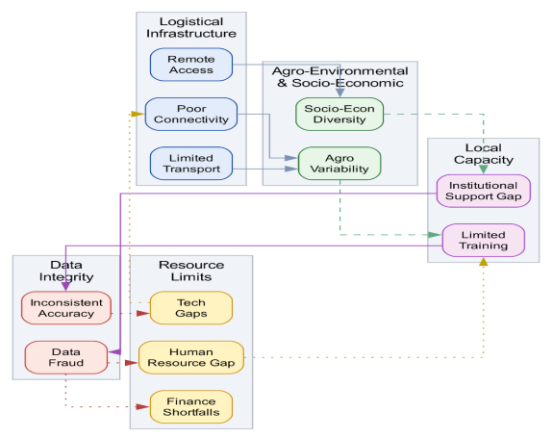 Logistical
Infrastructure
Remote
Access
Poor
Connectivity
Limited
Transport
Agro-Environmental
& Socio-Economic
Socio-Econ
Diversity
Agro
Variability
Local
Capacity
Institutional
Support Gap
Limited
Training
Data
Integrity
Inconsistent
Accuracy
Data
Fraud
Resource
Limits
Tech
Gaps
Human
Resource Gap
Finance
Shortfalls